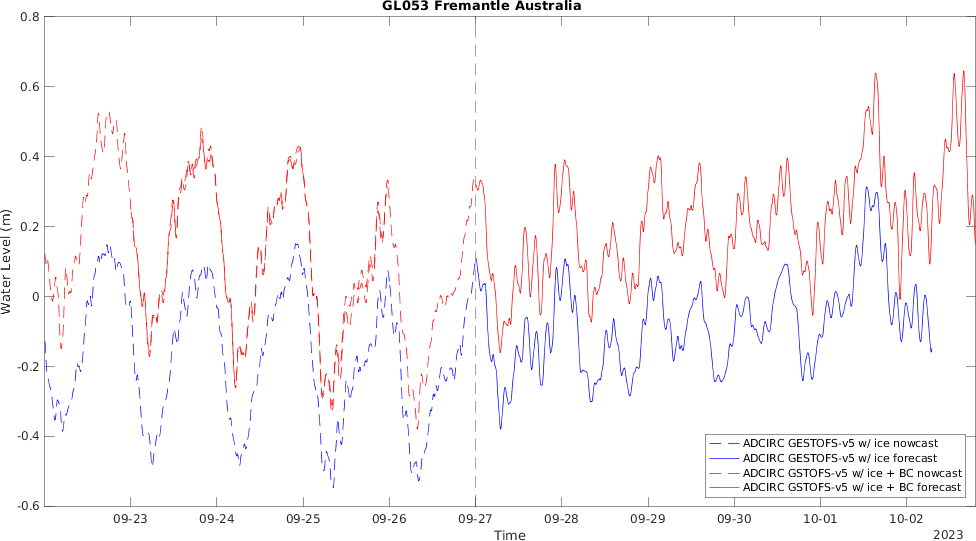 GL053 Fremantle Australia
0.8
0.6
0.4
0.2
0
-0.2
-0.4
-0.6
Water Level (m)
ADCIRC GESTOFS-v5 w/ ice nowcast
ADCIRC GESTOFS-v5 w/ ice forecast
ADCIRC GSTOFS-v5 w/ ice + BC nowcast
ADCIRC GSTOFS-v5 w/ ice + BC forecast
09-23 09-24 09-25 09-26 09-27 09-28 09-29 09-30 10-01 10-02
Time
2023